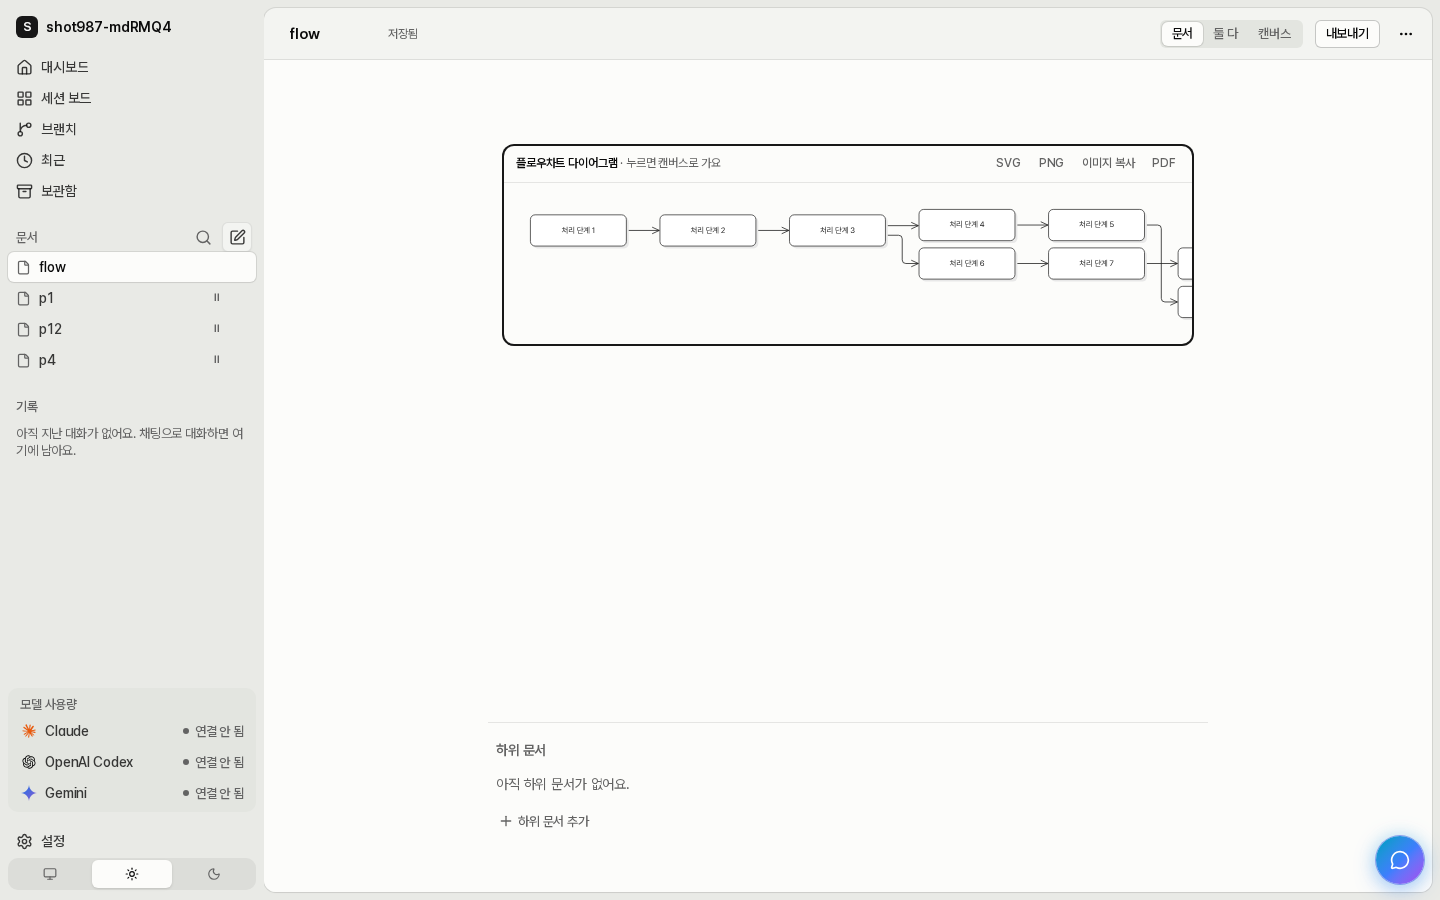 S shot987-mdRMQ4
대시보드
세션 보드
브랜치
최근
보관함
문서
flow
p1
p12
p4
기록
아직 지난 대화가 없어요. 채팅으로 대화하면 여
기에 남아요.
모델 사용량
Claude 연결 안 됨
OpenAI Codex 연결 안 됨
Gemini 연결 안 됨
설정
flow 저장됨 문서 둘 다 캔버스 내보내기
플로우차트 다이어그램 · 누르면 캔버스로 가요 SVG PNG 이미지 복사 PDF
처리 단계 1
처리 단계 2
처리 단계 3
처리 단계 4
처리 단계 5
처리 단계 6
처리 단계 7
하위 문서
아직 하위 문서가 없어요.
하위 문서 추가